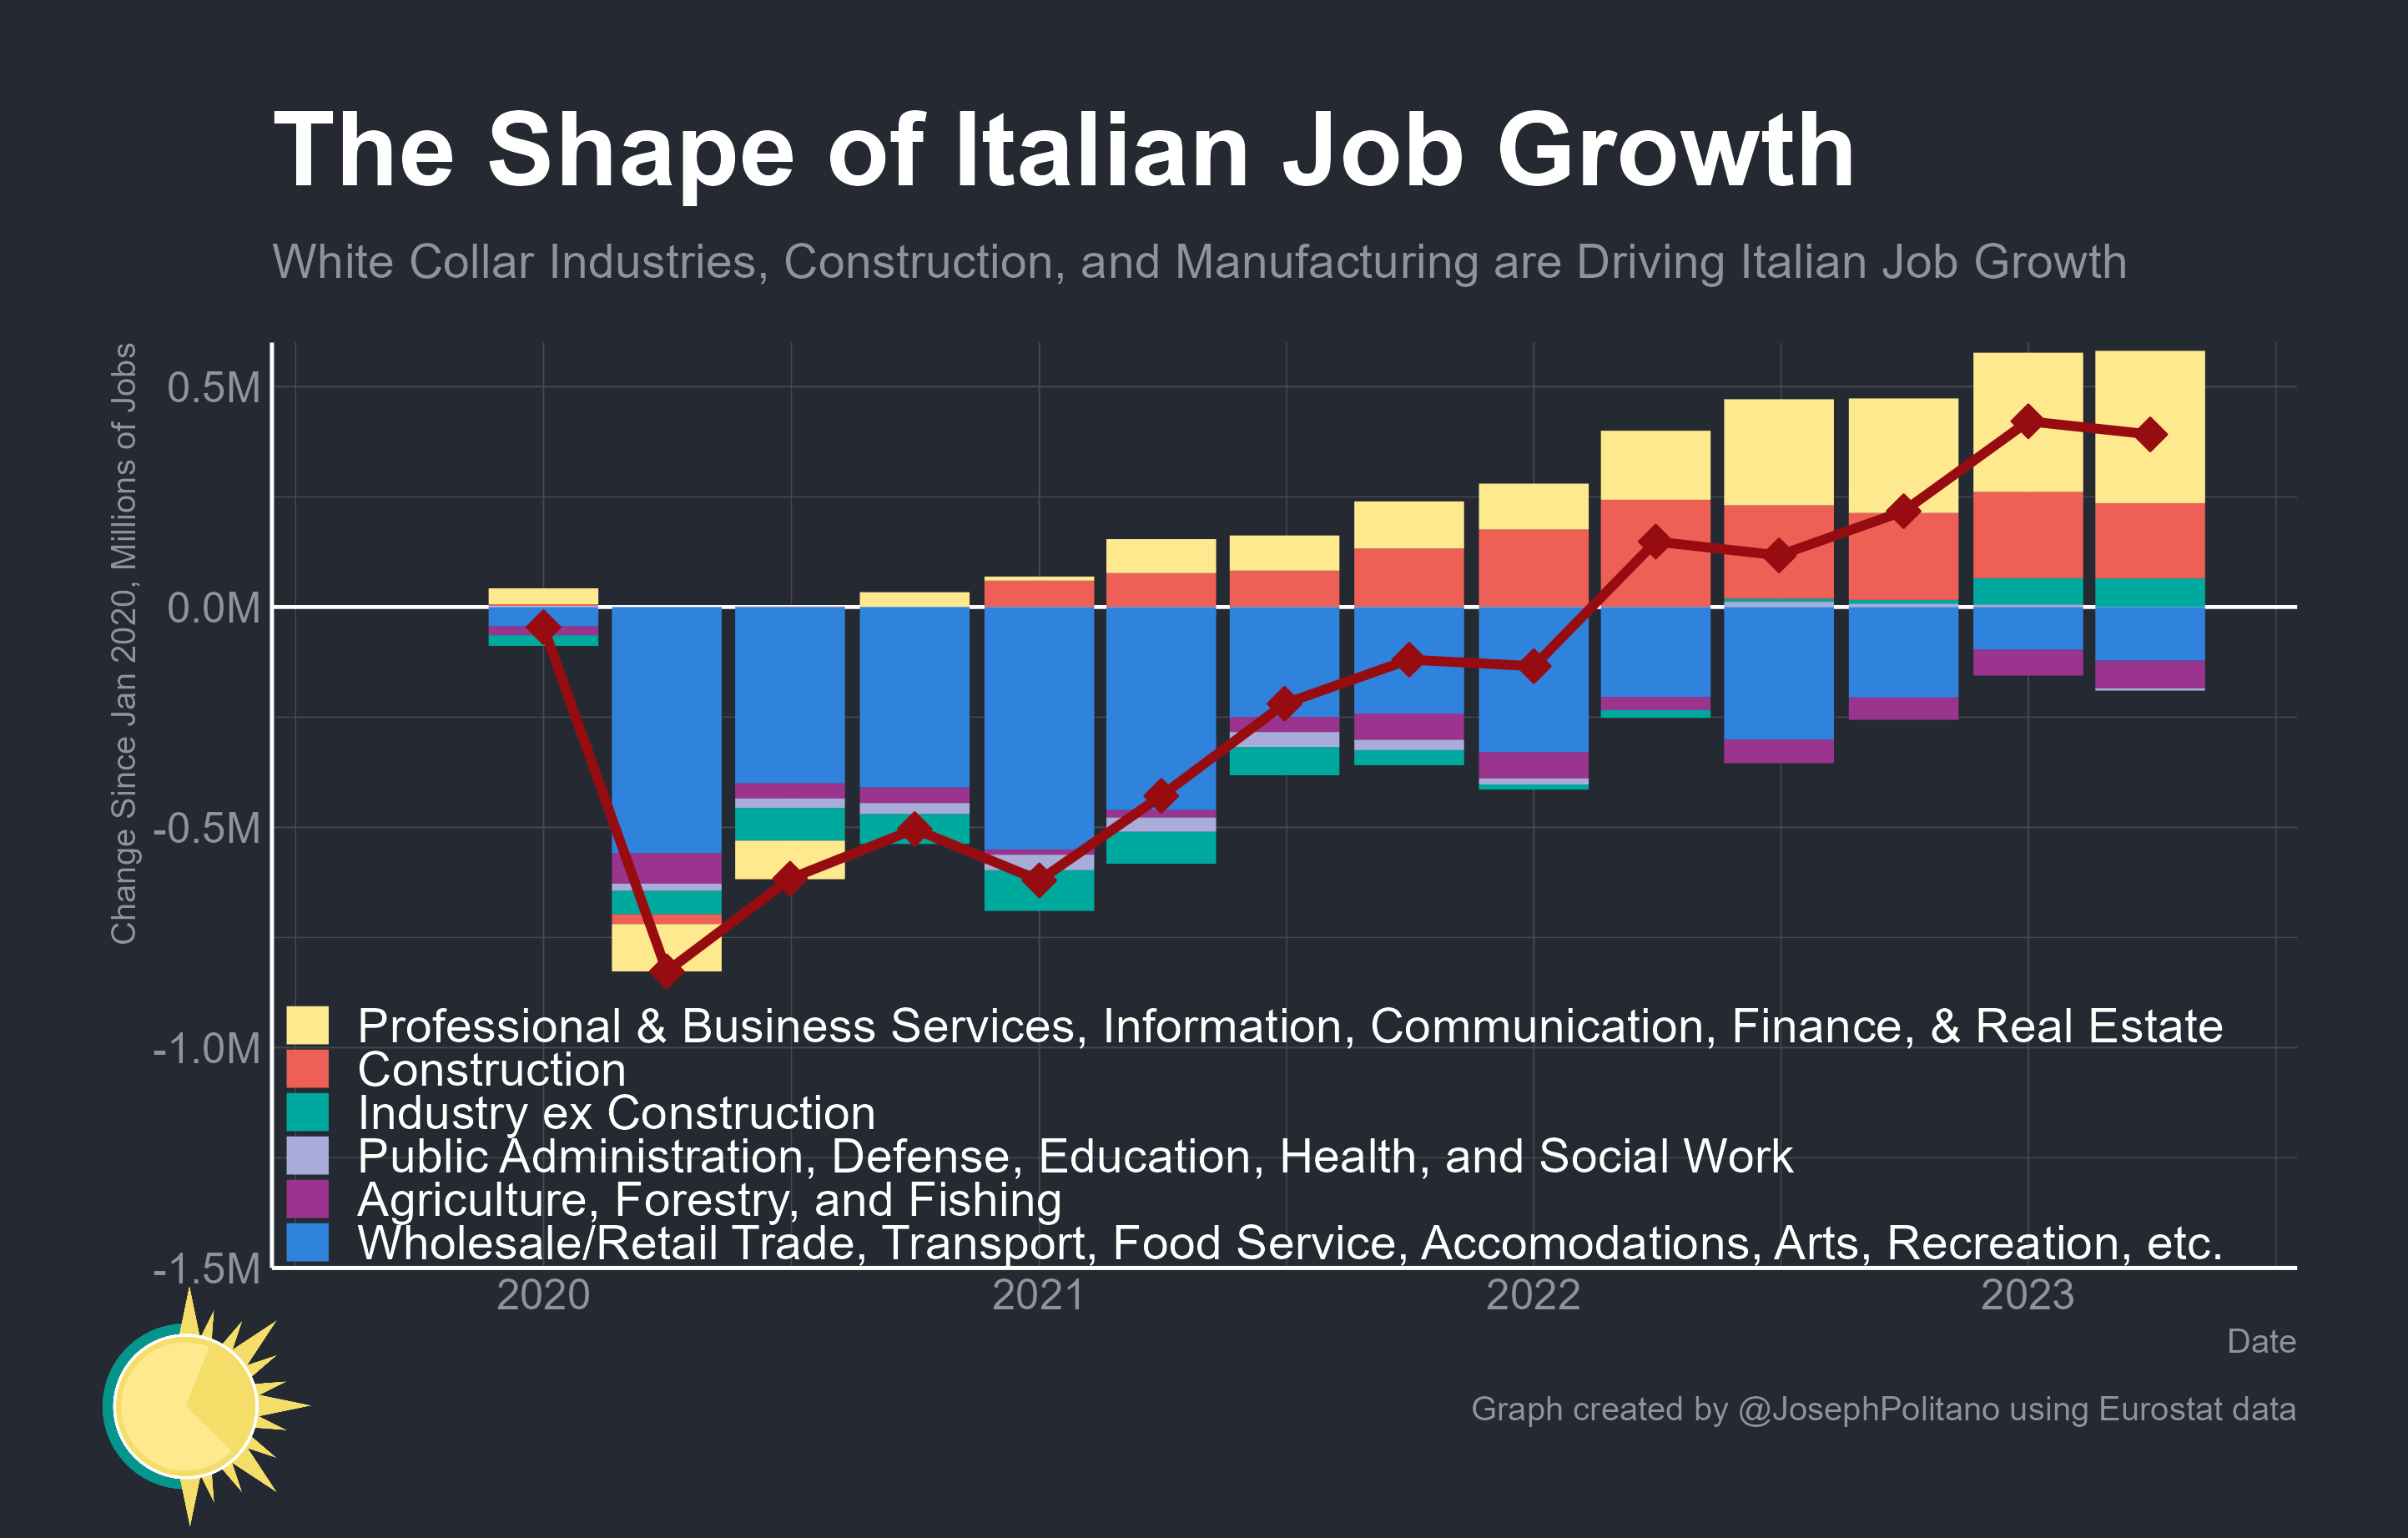 The Shape of Italian Job Growth
White Collar Industries, Construction, and Manufacturing are Driving Italian Job Growth
Change Since Jan 2020, Millions of Jobs
0.5M
0.0M
-0.5M
-1.0M
-1.5M
Professional & Business Services, Information, Communication, Finance, & Real Estate
Construction
Industry ex Construction
Public Administration, Defense, Education, Health, and Social Work
Agriculture, Forestry, and Fishing
Wholesale/Retail Trade, Transport, Food Service, Accomodations, Arts, Recreation, etc.
2020
2021
2022
2023
Date
Graph created by @JosephPolitano using Eurostat data